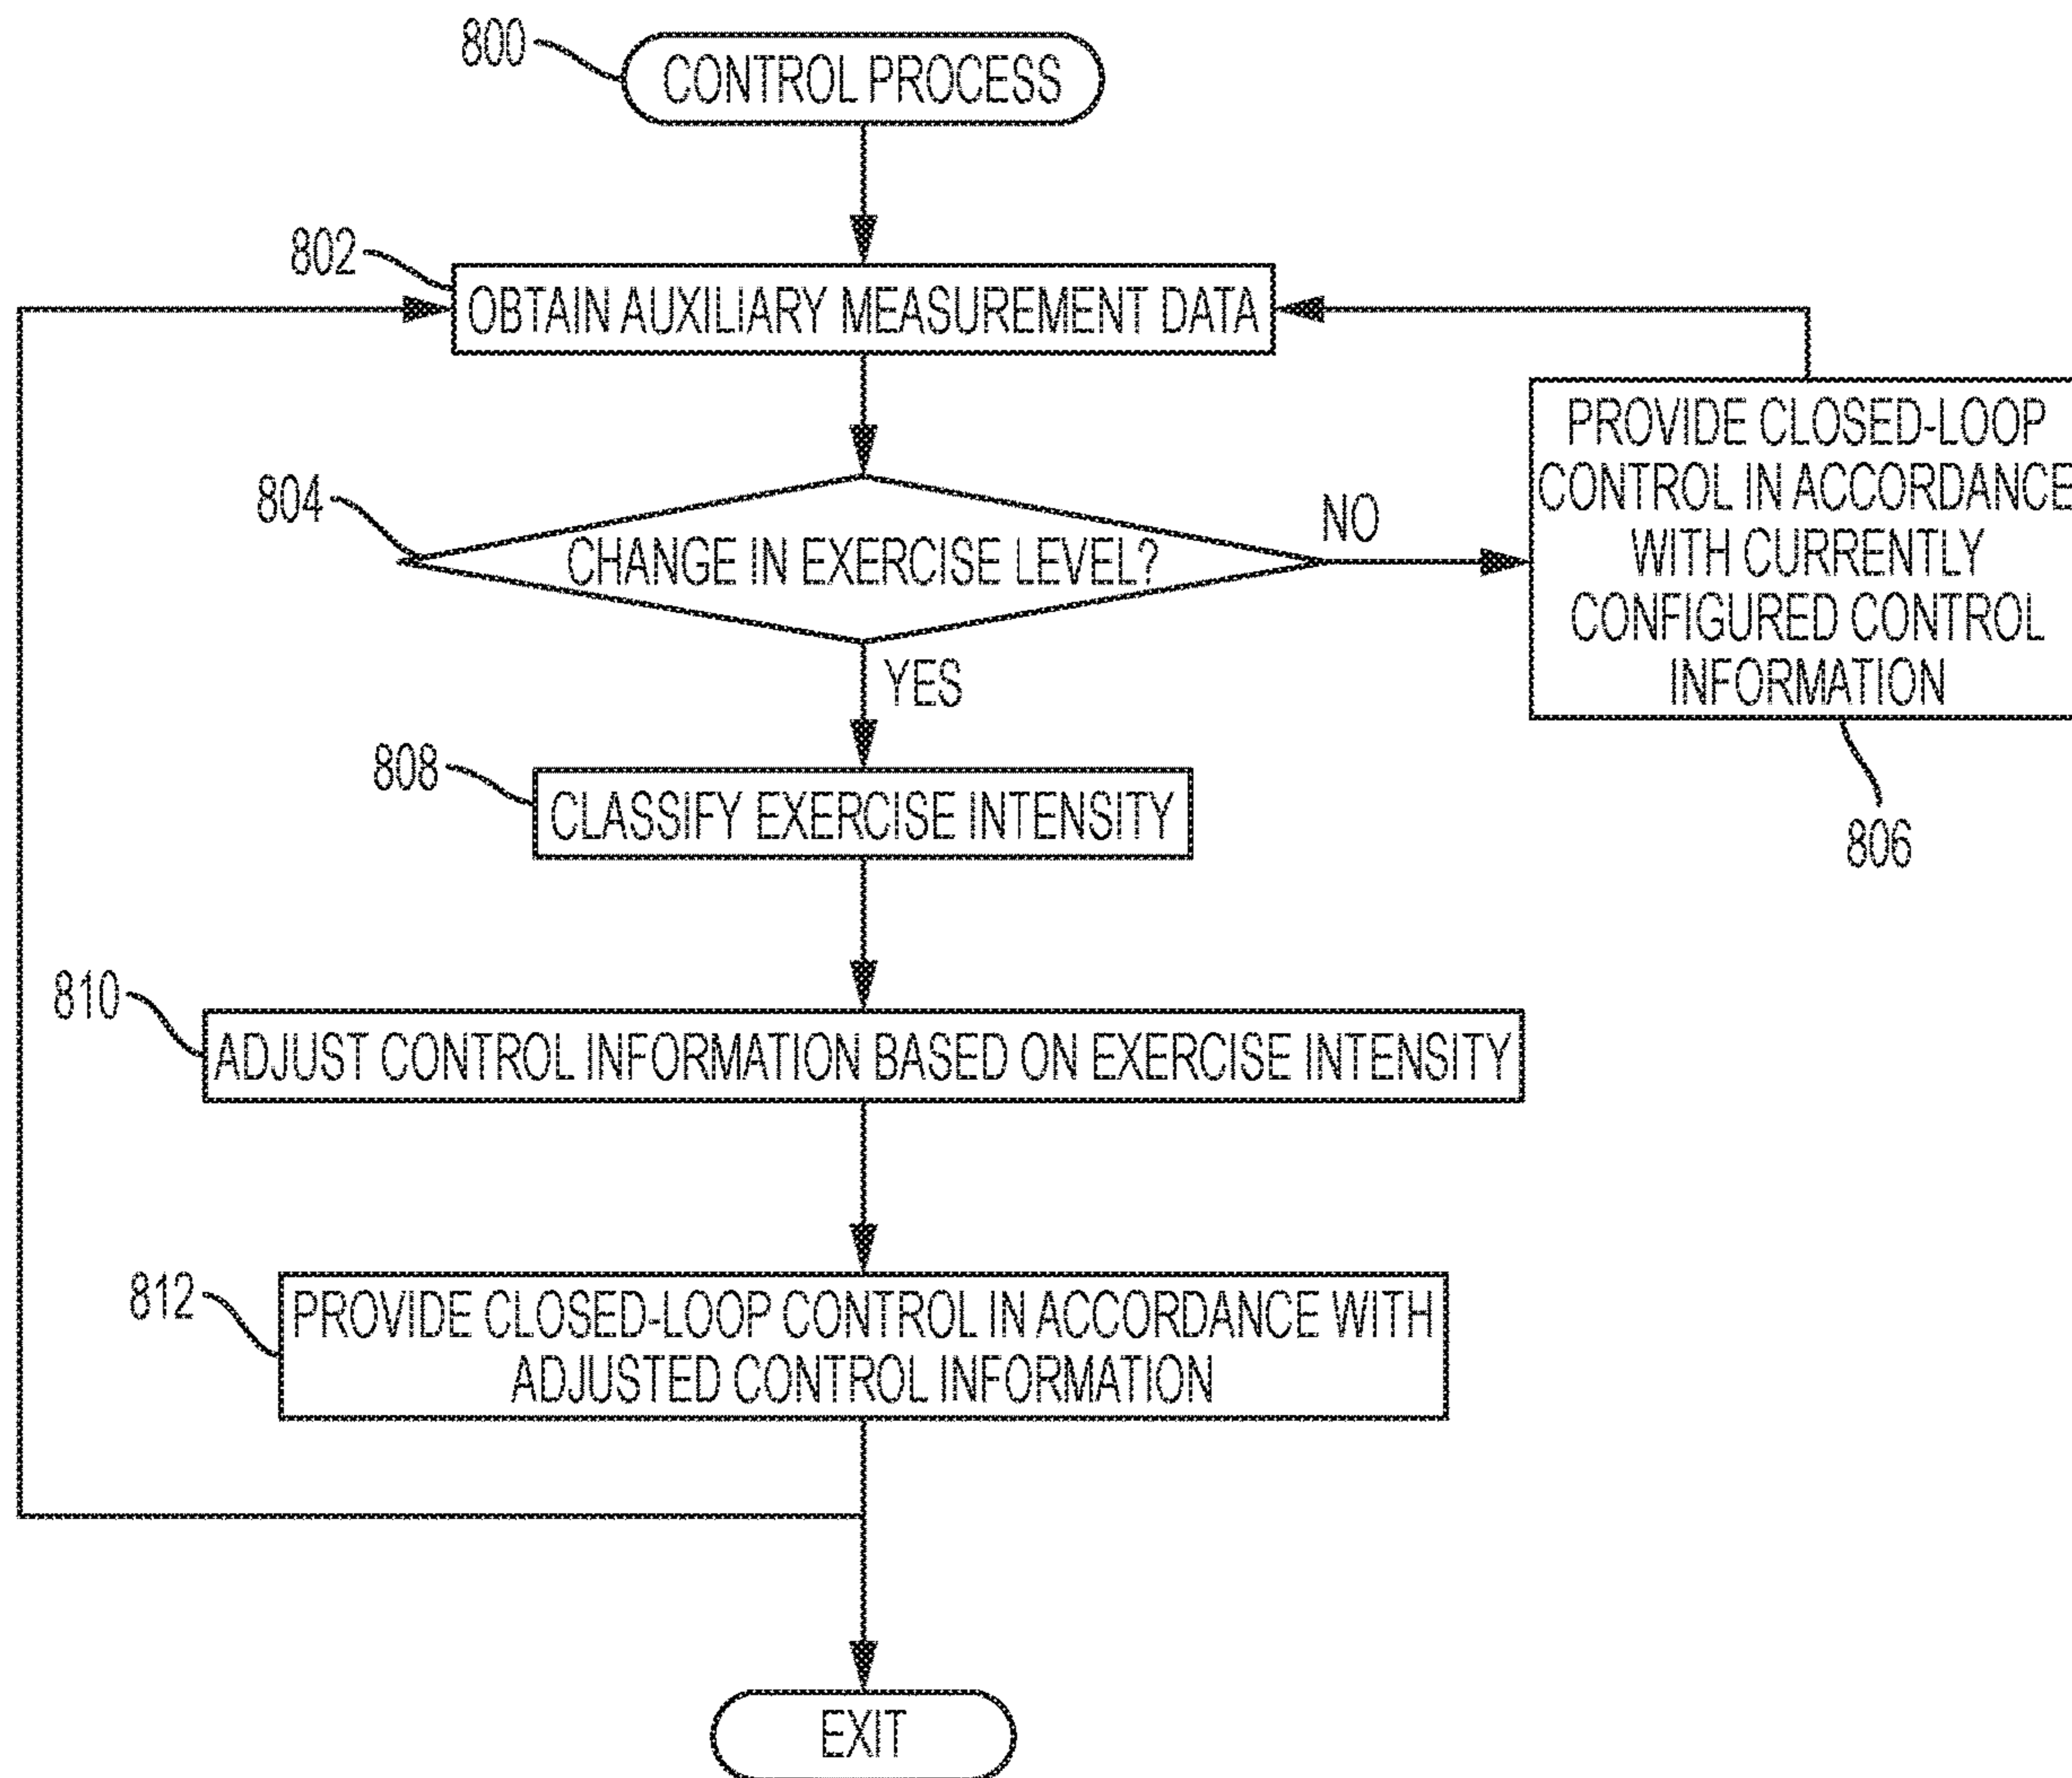 800
CONTROL PROCESS
802
OBTAIN AUXILIARY MEASUREMENT DATA
804
CHANGE IN EXERCISE LEVEL?
NO
PROVIDE CLOSED-LOOP
CONTROL IN ACCORDANCE
WITH CURRENTLY
CONFIGURED CONTROL
INFORMATION
806
YES
808
CLASSIFY EXERCISE INTENSITY
810
ADJUST CONTROL INFORMATION BASED ON EXERCISE INTENSITY
812
PROVIDE CLOSED-LOOP CONTROL IN ACCORDANCE WITH
ADJUSTED CONTROL INFORMATION
EXIT